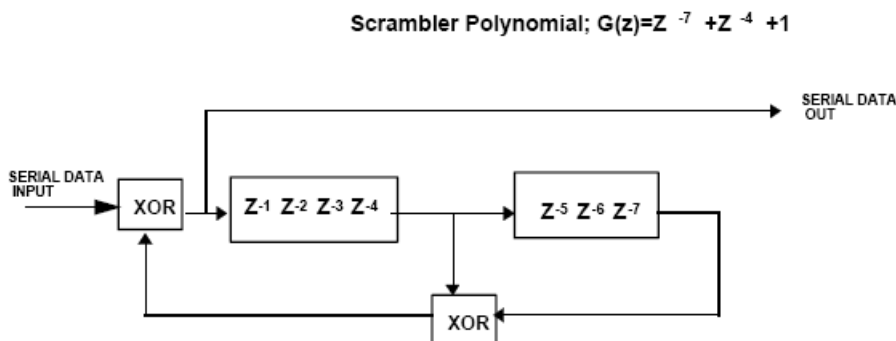 Scrambler Polynomial; G(z)=Z -7 +Z -4 +1
SERIAL DATA
OUT
SERIAL DATA
INPUT
XOR
Z-1 Z-2 Z-3 Z-4
Z-5 Z-6 Z-7
XOR